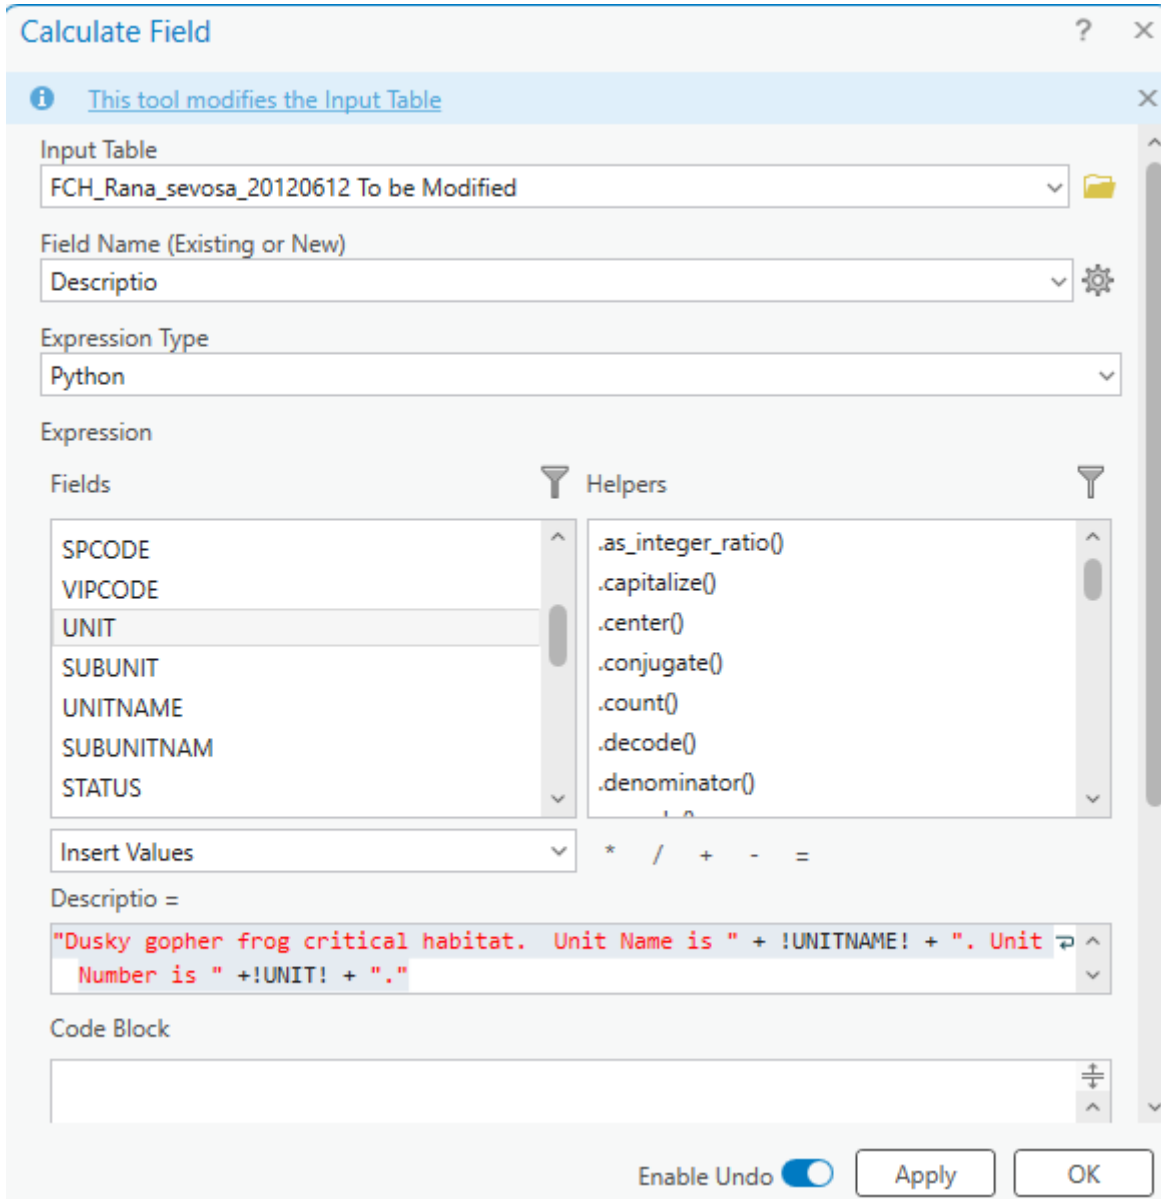 Calculate Field
?
This tool modifies the Input Table
Input Table
FCH_Rana_sevosa_20120612 To be Modified
Field Name (Existing or New)
Descriptio
Expression Type
Python
Expression
Fields
Helpers
SPCODE
VIPCODE
UNIT
SUBUNIT
UNITNAME
SUBUNITNAM
STATUS
.as_integer_ratio()
.capitalize()
.center()
.conjugate()
.count()
.decode()
.denominator()
Insert Values
* / + - =
Descriptio =
"Dusky gopher frog critical habitat.  Unit Name is " + !UNITNAME! + ". Unit
Number is " +!UNIT! + "."
Code Block
Enable Undo
Apply
OK